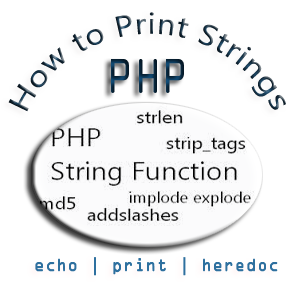 How to Print Strings
PHP
strlen
PHP
strip_tags
String Function
implode explode
md5
addslashes
echo | print | heredoc